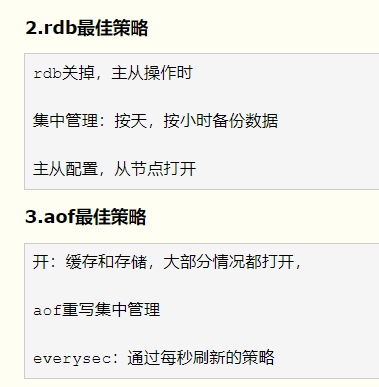 2.rdb最佳策略
rdb关掉，主从操作时
集中管理：按天，按小时备份数据
主从配置，从节点打开
3.aof最佳策略
开：缓存和存储，大部分情况都打开，
aof重写集中管理
everysec：通过每秒刷新的策略